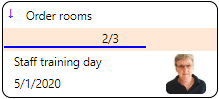 ↓ Order rooms
2/3
Staff training day
5/1/2020